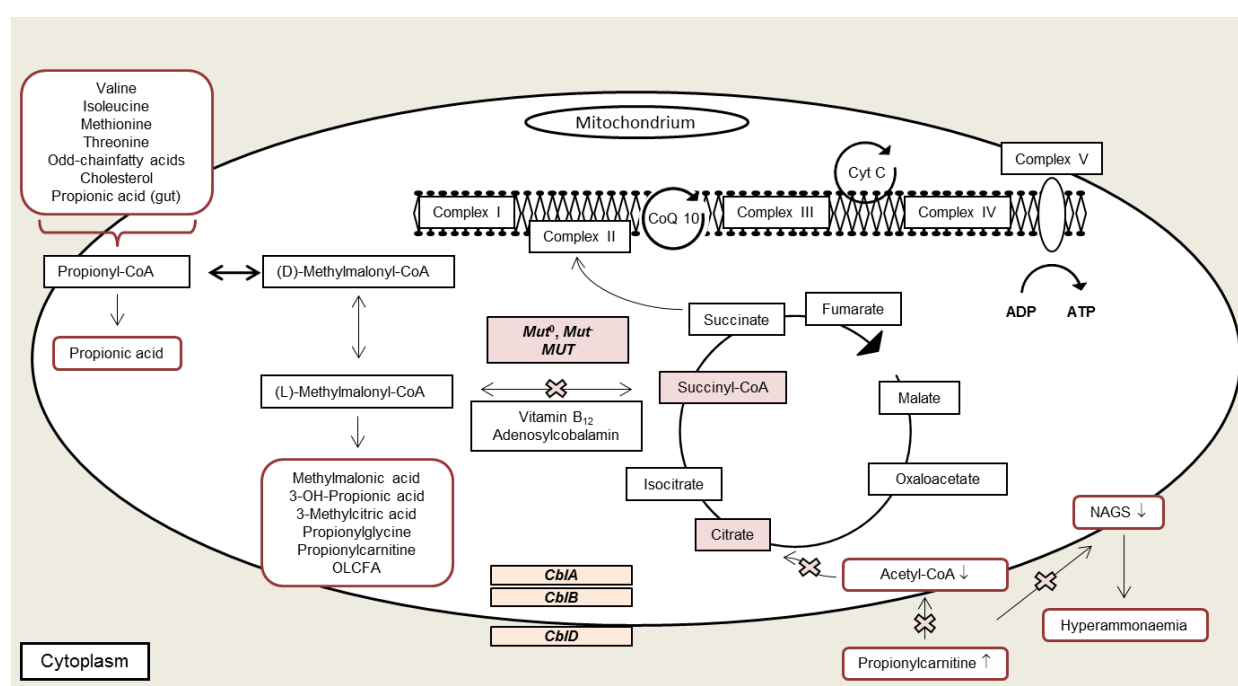 Valine
Isoleucine
Methionine
Threonine
Odd-chainfatty acids
Cholesterol
Propionic acid (gut)
Mitochondrium
Complex I
Complex II
CoQ 10
Complex III
Cyt C
Complex IV
Complex V
ADP
ATP
Propionyl-CoA
(D)-Methylmalonyl-CoA
Propionic acid
(L)-Methylmalonyl-CoA
Mut⁰, Mut⁻
MUT
Vitamin B₁₂
Adenosylcobalamin
Succinate
Fumarate
Succinyl-CoA
Malate
Isocitrate
Oxaloacetate
Citrate
Methylmalonic acid
3-OH-Propionic acid
3-Methylcitric acid
Propionylglycine
Propionylcarnitine
OLCFA
CblA
CblB
CblD
Acetyl-CoA ↓
NAGS ↓
Hyperammonaemia
Propionylcarnitine ↑
Cytoplasm